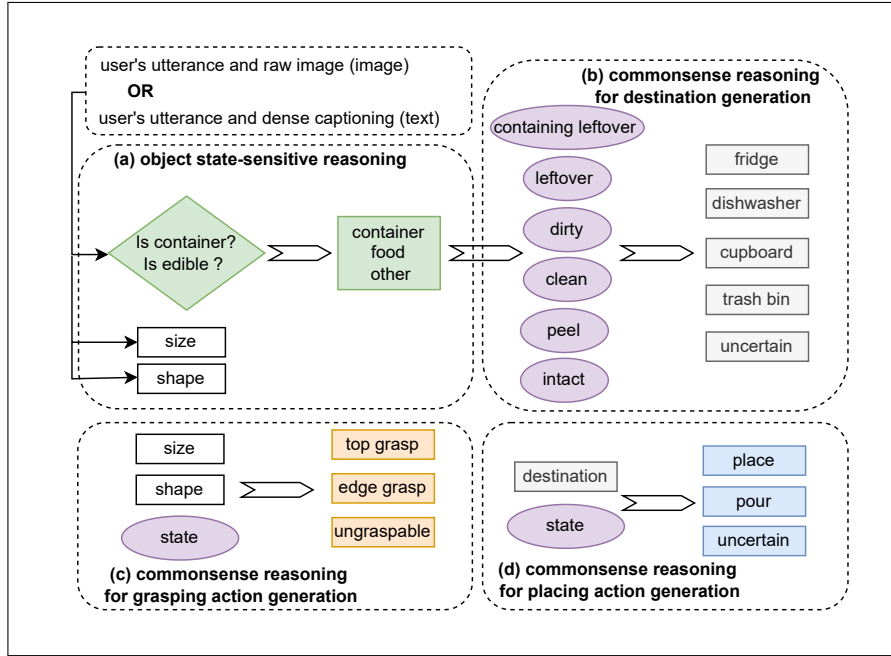 user's utterance and raw image (image)
OR
user's utterance and dense captioning (text)
(a) object state-sensitive reasoning
Is container?
Is edible ?
container
food
other
size
shape
(b) commonsense reasoning
for destination generation
containing leftover
leftover
dirty
clean
peel
intact
fridge
dishwasher
cupboard
trash bin
uncertain
size
shape
state
top grasp
edge grasp
ungraspable
(c) commonsense reasoning
for grasping action generation
destination
state
place
pour
uncertain
(d) commonsense reasoning
for placing action generation